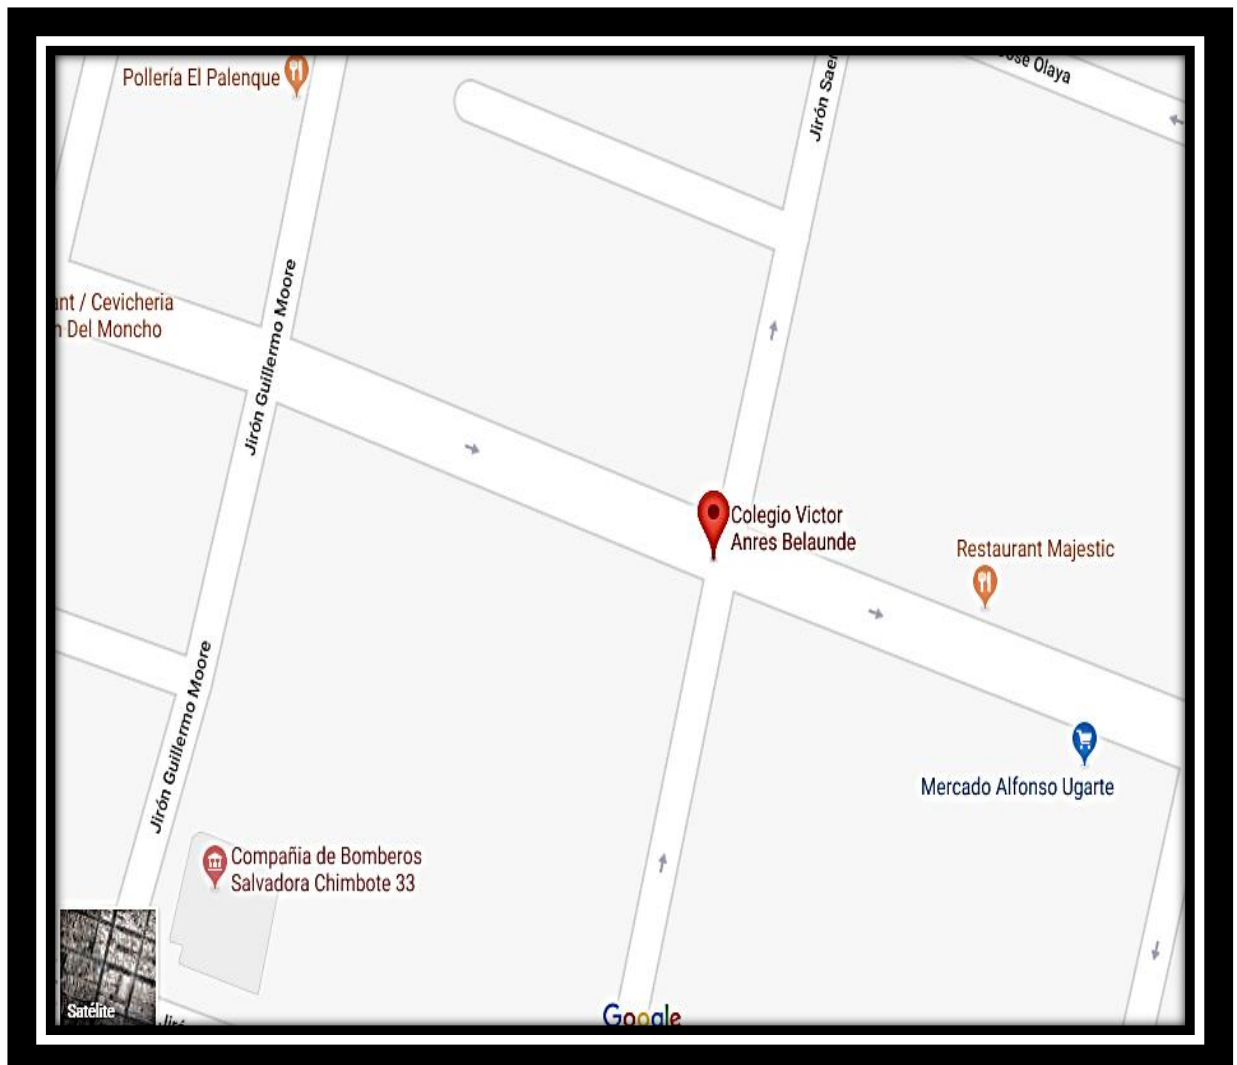 Pollería El Palenque
Jirón Saer
ose Olaya
Jirón Guillermo Moore
ant / Cevicheria
n Del Moncho
Colegio Victor
Anres Belaunde
Restaurant Majestic
Jirón Guillermo Moore
Mercado Alfonso Ugarte
Compañia de Bomberos
Salvadora Chimbote 33
Satélite
Google